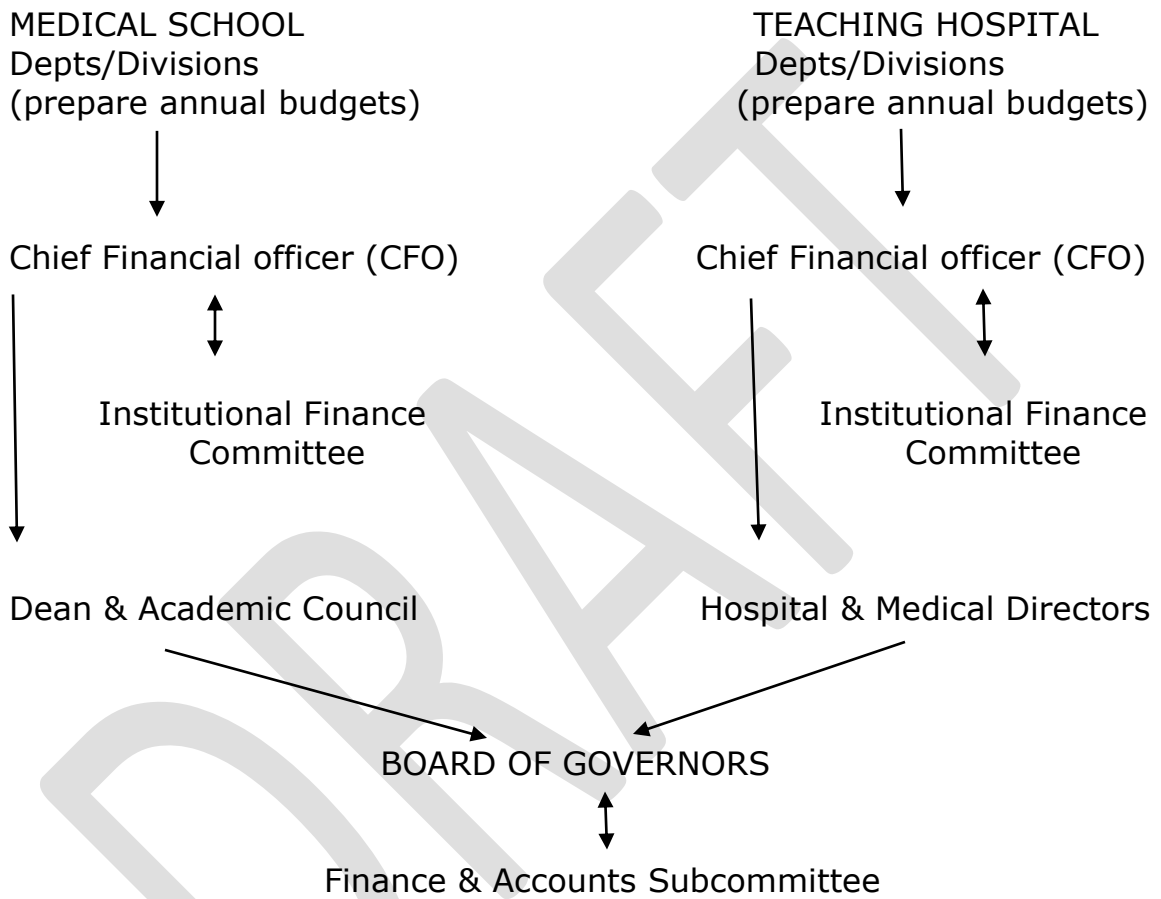 MEDICAL SCHOOL
Depts/Divisions
(prepare annual budgets)
TEACHING HOSPITAL
Depts/Divisions
(prepare annual budgets)
Chief Financial officer (CFO)
Chief Financial officer (CFO)
Institutional Finance
Committee
Institutional Finance
Committee
Dean & Academic Council
Hospital & Medical Directors
BOARD OF GOVERNORS
Finance & Accounts Subcommittee
DRAFT